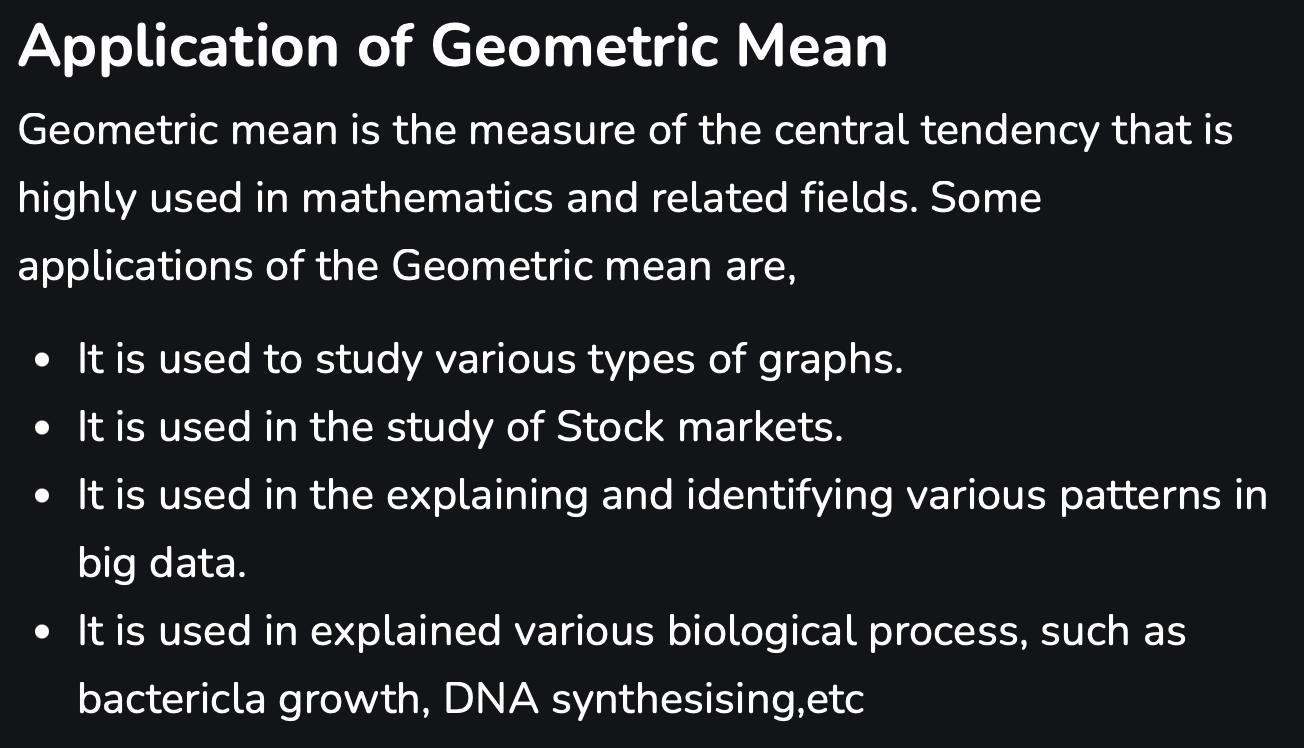 Application of Geometric Mean
Geometric mean is the measure of the central tendency that is
highly used in mathematics and related fields. Some
applications of the Geometric mean are,
• It is used to study various types of graphs.
• It is used in the study of Stock markets.
• It is used in the explaining and identifying various patterns in
big data.
• It is used in explained various biological process, such as
bactericla growth, DNA synthesising,etc